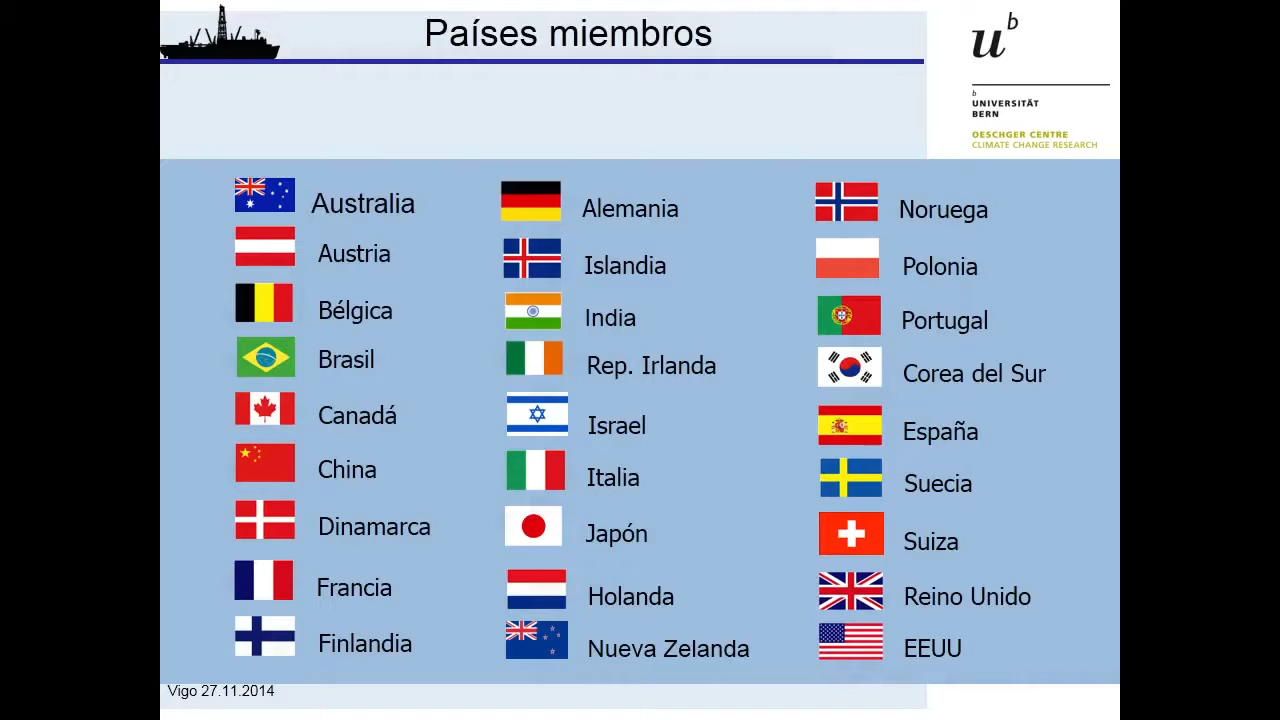 Países miembros
u b
b
UNIVERSITÄT
BERN
OESCHGER CENTRE
CLIMATE CHANGE RESEARCH
Australia
Austria
Bélgica
Brasil
Canadá
China
Dinamarca
Francia
Finlandia
Alemania
Islandia
India
Rep. Irlanda
Israel
Italia
Japón
Holanda
Nueva Zelanda
Noruega
Polonia
Portugal
Corea del Sur
España
Suecia
Suiza
Reino Unido
EEUU
Vigo 27.11.2014